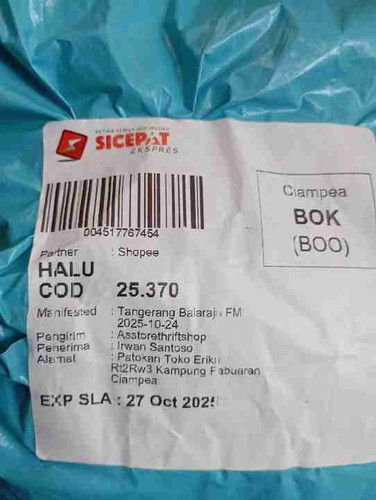 SICEPAT
EKSPRES
004517767454
Ciampea
BOK
(BOO)
Partner : Shopee
HALU
COD 25.370
Manifested : Tangerang Balaraja FM
2025-10-24
Pengirim : Asstorethriftshop
Penerima : Irwan Santoso
Alamat : Patokan Toko Erikn
Rt2Rw3 Kampung Pabuaran
Ciampea
EXP SLA : 27 Oct 2025